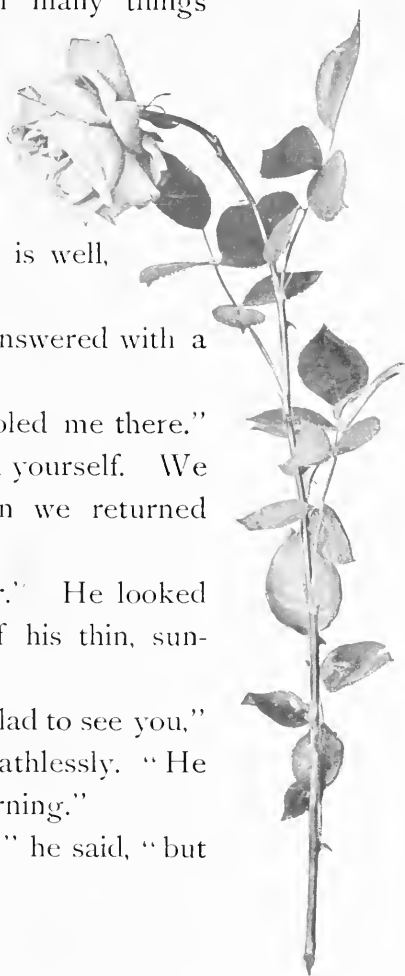 many things
is well,
nswered with a
oled me there."
yourself. We
n we returned
r." He looked
f his thin, sun-
lad to see you,"
athlessly. "He
rning."
" he said, "but